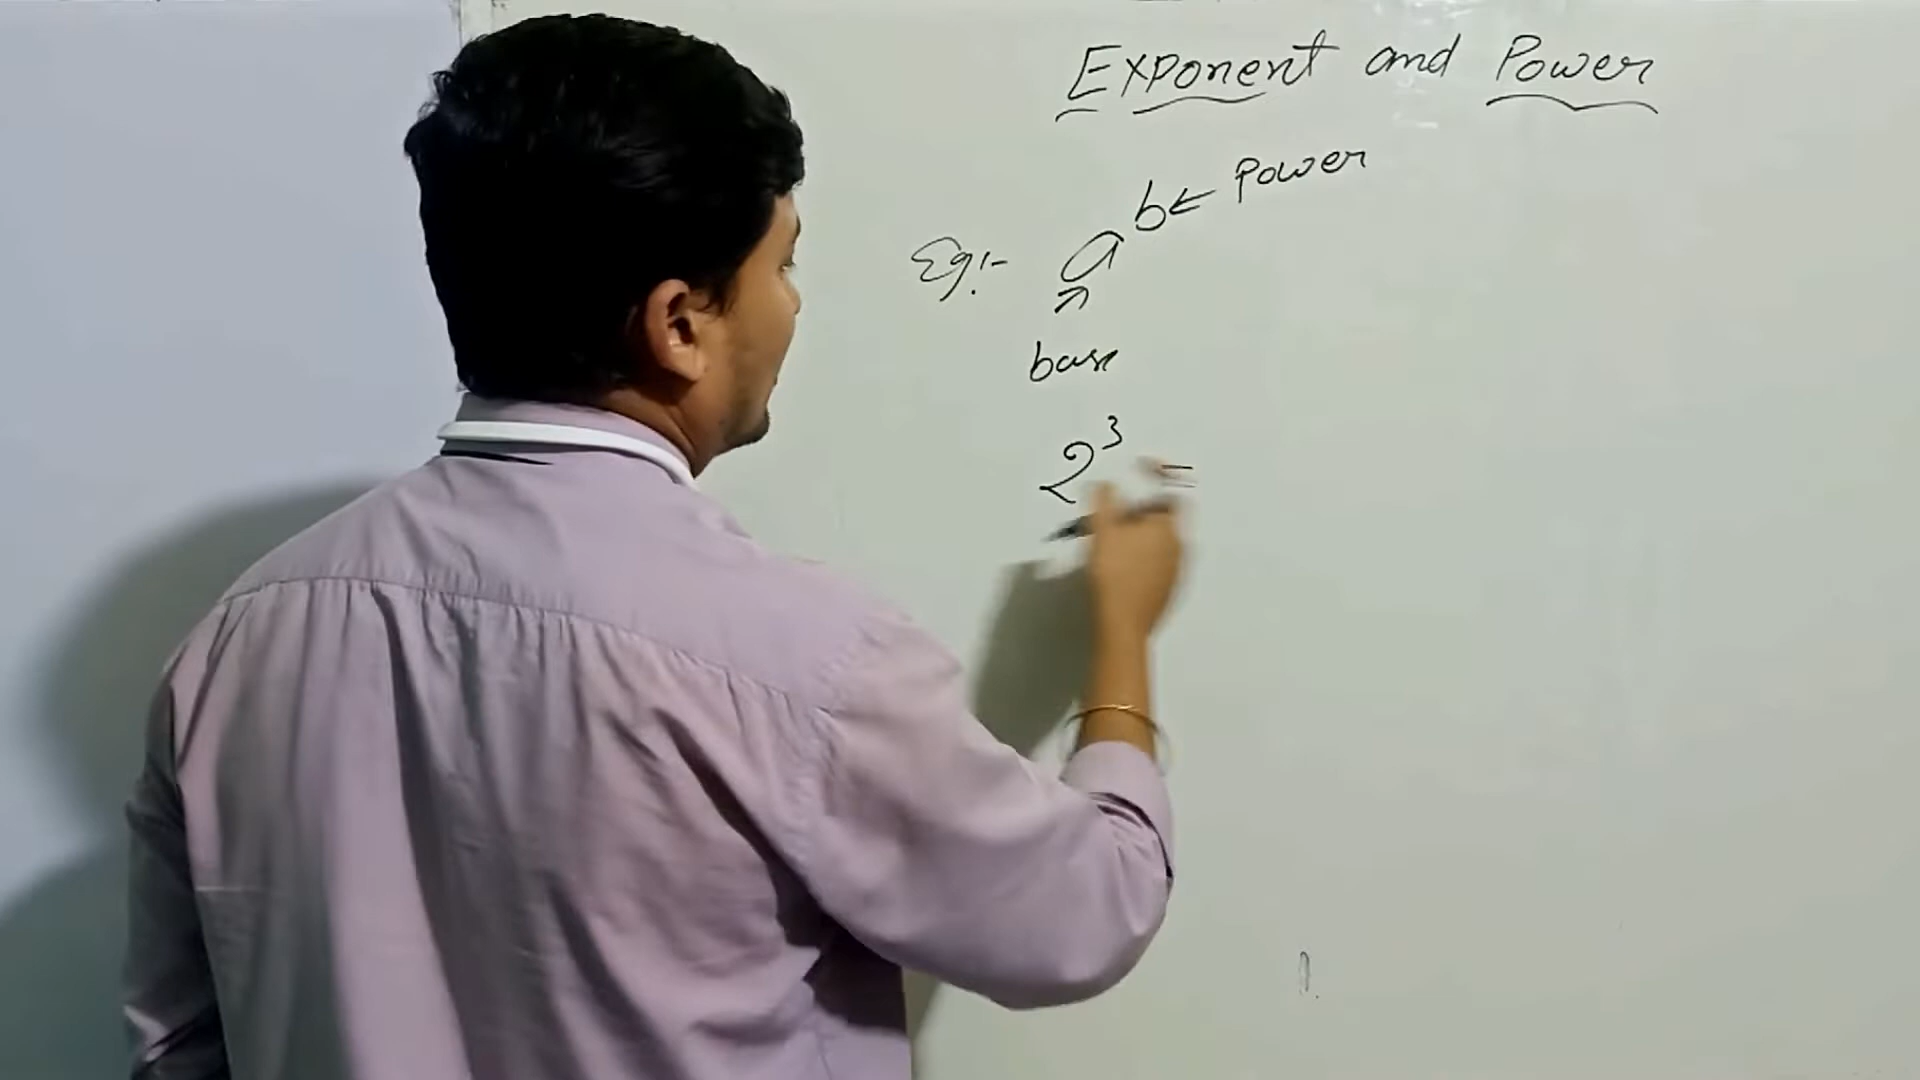 Exponent and Power
b ← Power
Eg:- a
base
2³ =